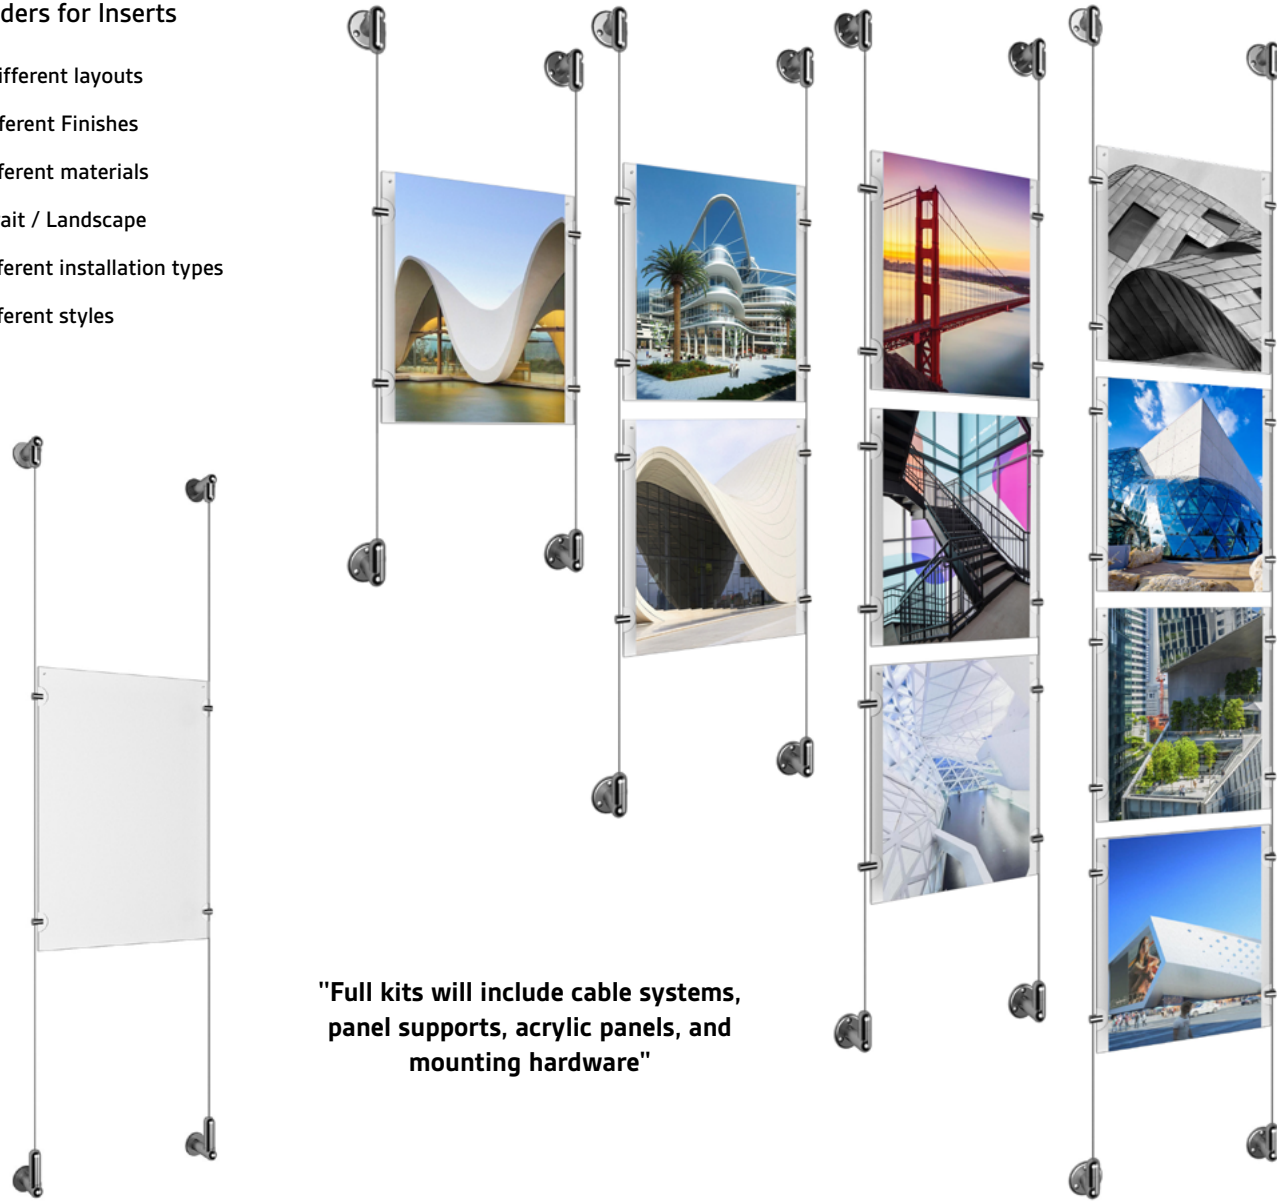 ders for Inserts
ifferent layouts
ferent Finishes
ferent materials
ait / Landscape
ferent installation types
ferent styles
"Full kits will include cable systems,
panel supports, acrylic panels, and
mounting hardware"